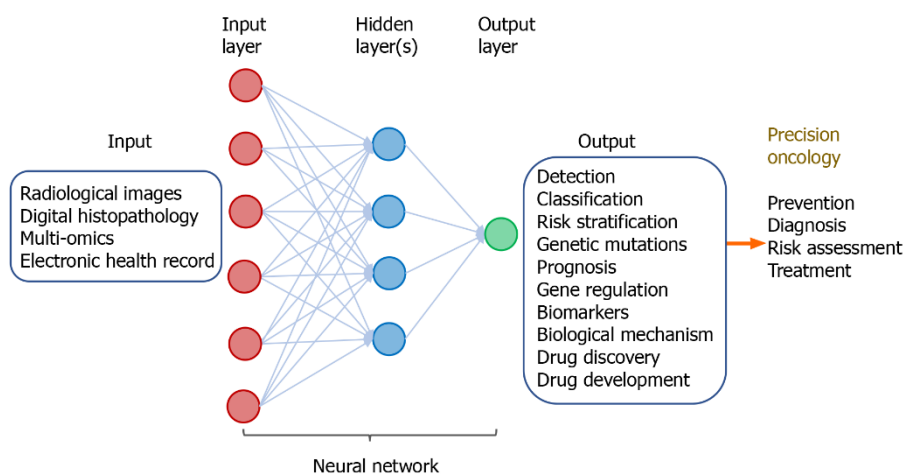 Input
layer
Hidden
layer(s)
Output
layer
Input
Radiological images
Digital histopathology
Multi-omics
Electronic health record
Output
Detection
Classification
Risk stratification
Genetic mutations
Prognosis
Gene regulation
Biomarkers
Biological mechanism
Drug discovery
Drug development
Precision
oncology
Prevention
Diagnosis
Risk assessment
Treatment
Neural network